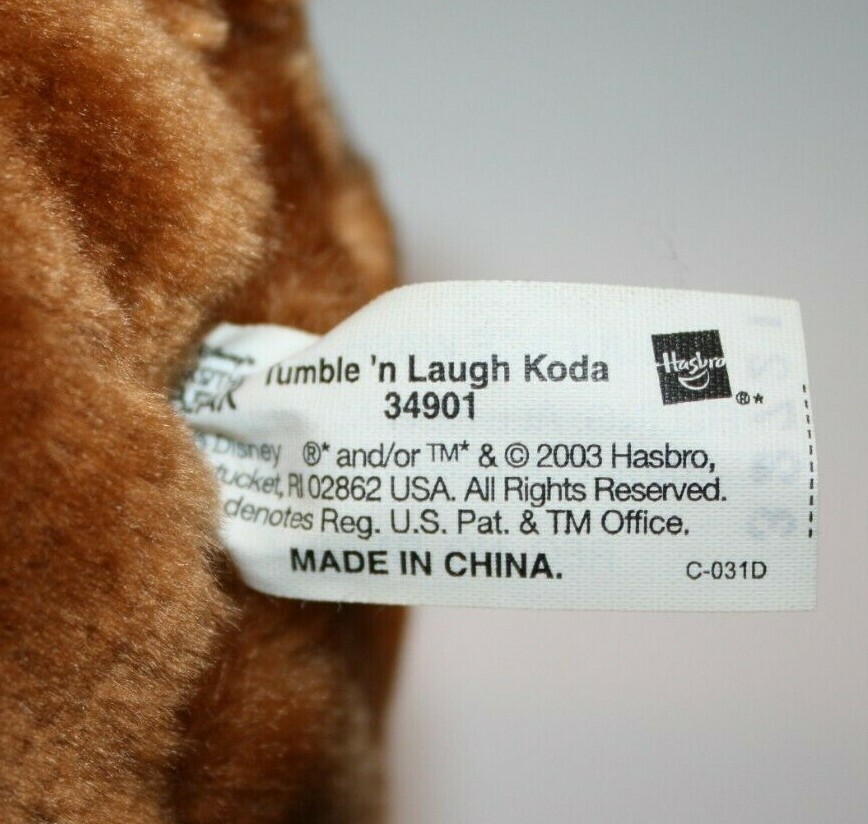 Tumble 'n Laugh Koda
34901
Hasbro
®*
Disney ®* and/or TM* & © 2003 Hasbro,
RI 02862 USA. All Rights Reserved.
denotes Reg. U.S. Pat. & TM Office.
MADE IN CHINA.
C-031D